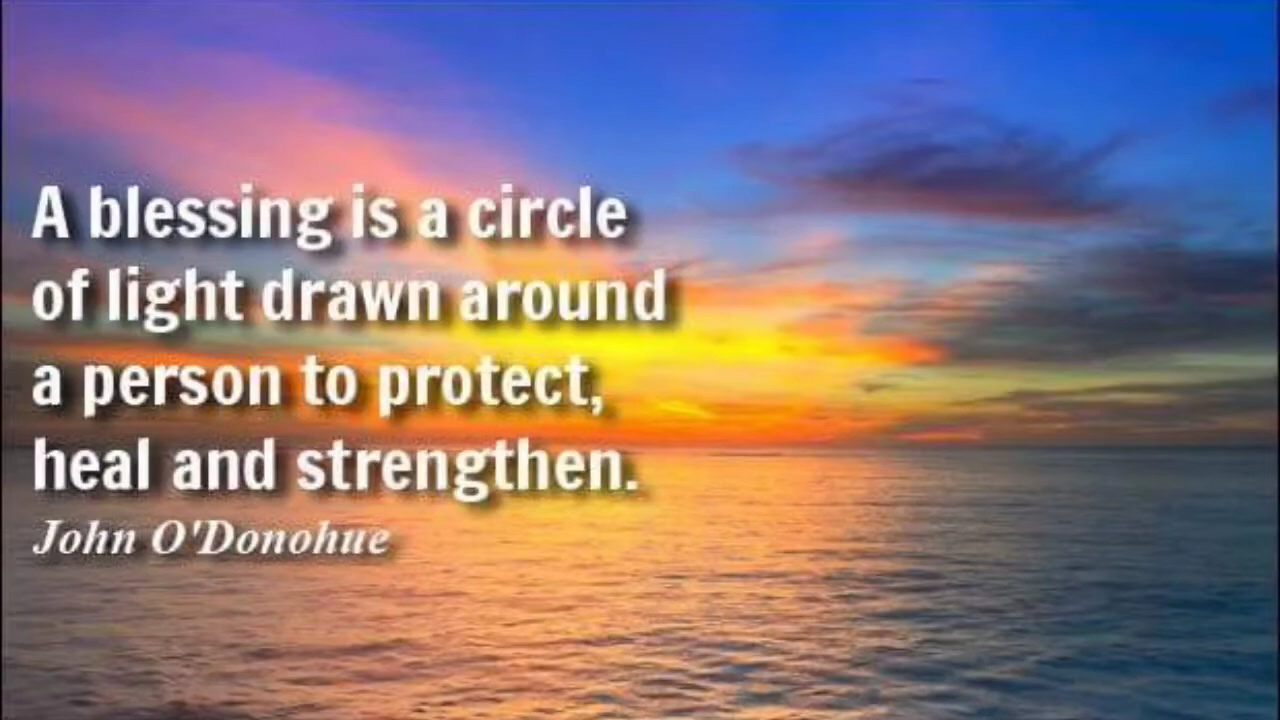 A blessing is a circle
of light drawn around
a person to protect,
heal and strengthen.
John O'Donohue